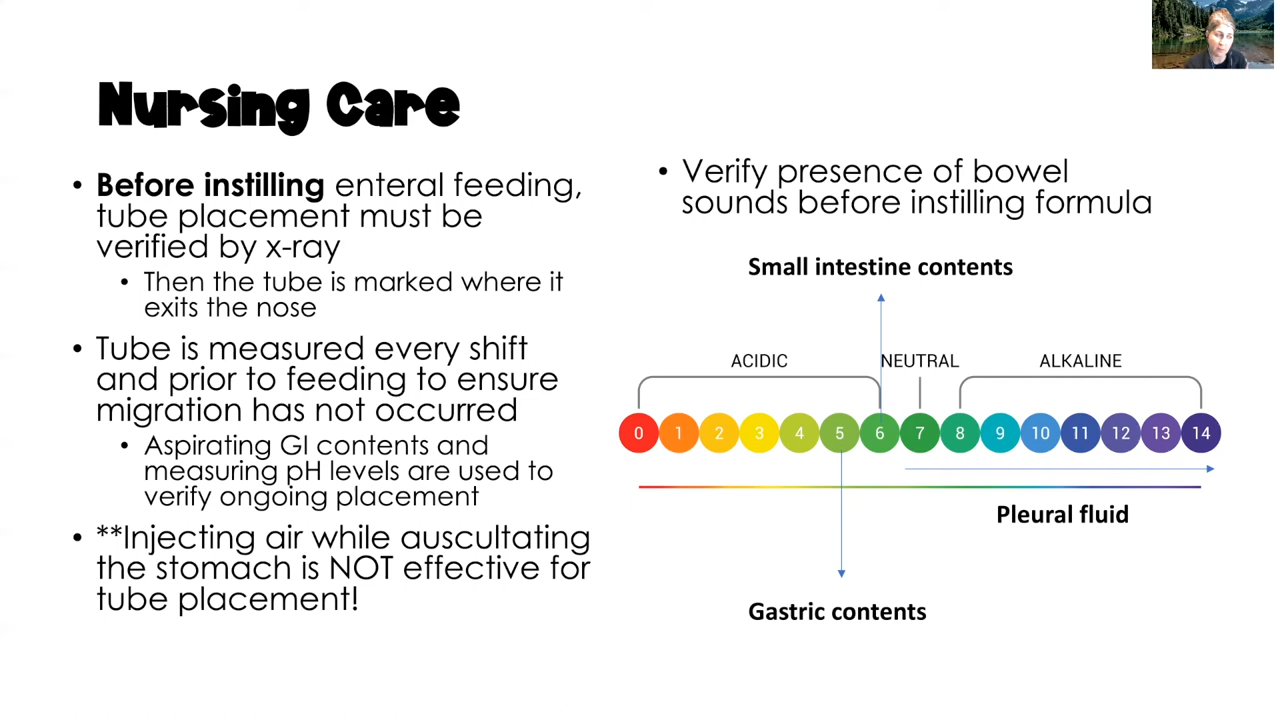 Nursing Care
Before instilling enteral feeding,
tube placement must be
verified by x-ray
Then the tube is marked where it
exits the nose
Tube is measured every shift
and prior to feeding to ensure
migration has not occurred
Aspirating GI contents and
measuring pH levels are used to
verify ongoing placement
**Injecting air while auscultating
the stomach is NOT effective for
tube placement!
Verify presence of bowel
sounds before instilling formula
Small intestine contents
ACIDIC NEUTRAL ALKALINE
0 1 2 3 4 5 6 7 8 9 10 11 12 13 14
Pleural fluid
Gastric contents